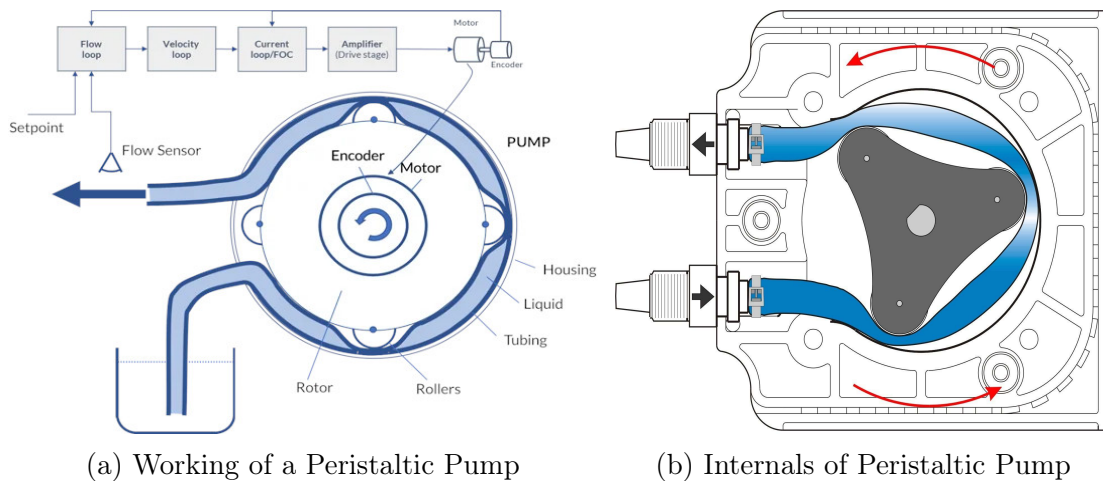 Motor
Flow
loop
Velocity
loop
Current
loop/FOC
Amplifier
(Drive stage)
Encoder
Setpoint
Flow Sensor
PUMP
Encoder
Motor
Housing
Liquid
Tubing
Rotor
Rollers
(a) Working of a Peristaltic Pump
(b) Internals of Peristaltic Pump